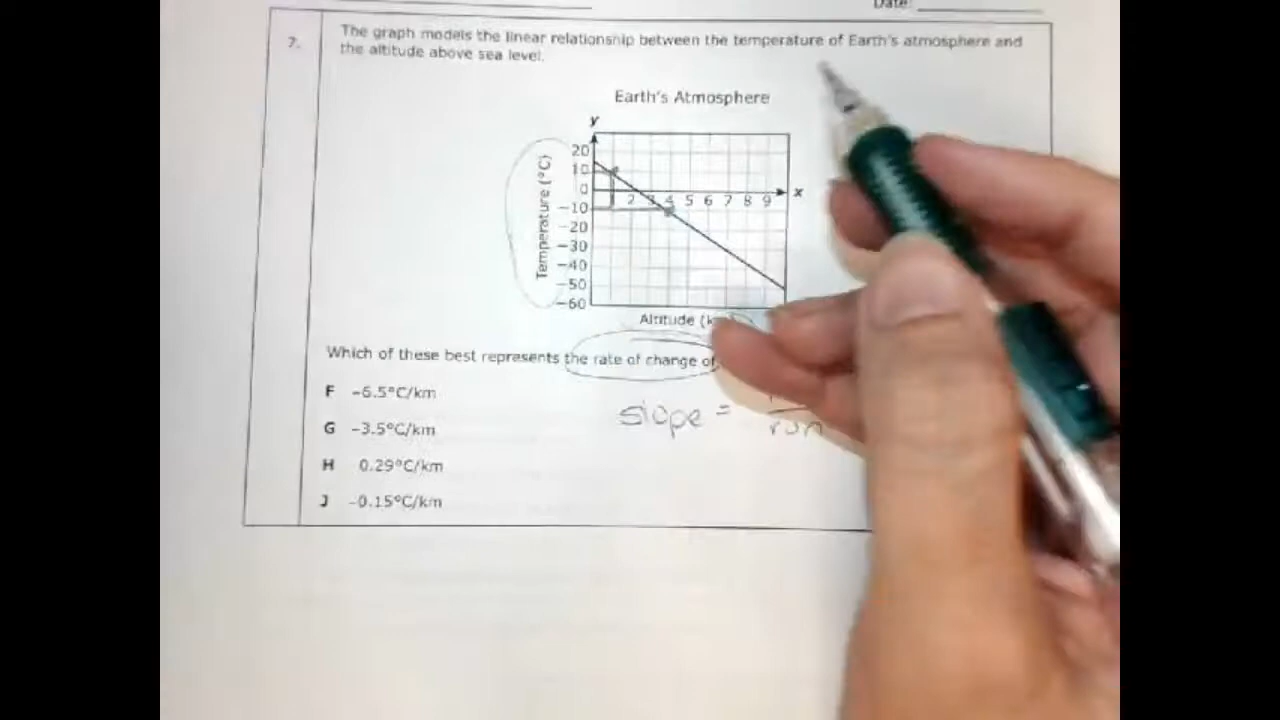 Date:
7.
The graph models the linear relationship between the temperature of Earth's atmosphere and
the altitude above sea level.
Earth's Atmosphere
y
Temperature (°C)
20
10
0
−10
−20
−30
−40
−50
−60
2 3 4 5 6 7 8 9
x
Altitude
Which of these best represents the rate of change of
F −6.5°C/km
G −3.5°C/km
H 0.29°C/km
J −0.15°C/km
slope =
run